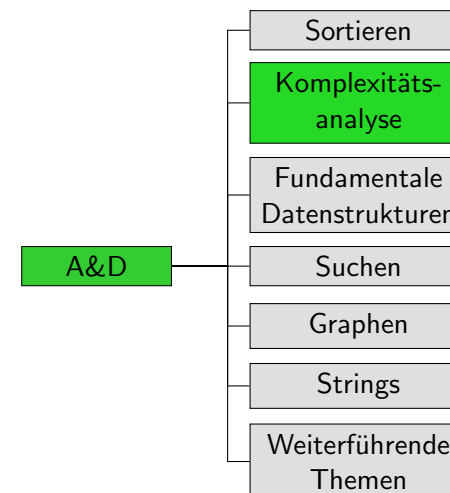 Sortieren
Komplexitäts-
analyse
Fundamentale
Datenstrukturen
A&D
Suchen
Graphen
Strings
Weiterführende
Themen